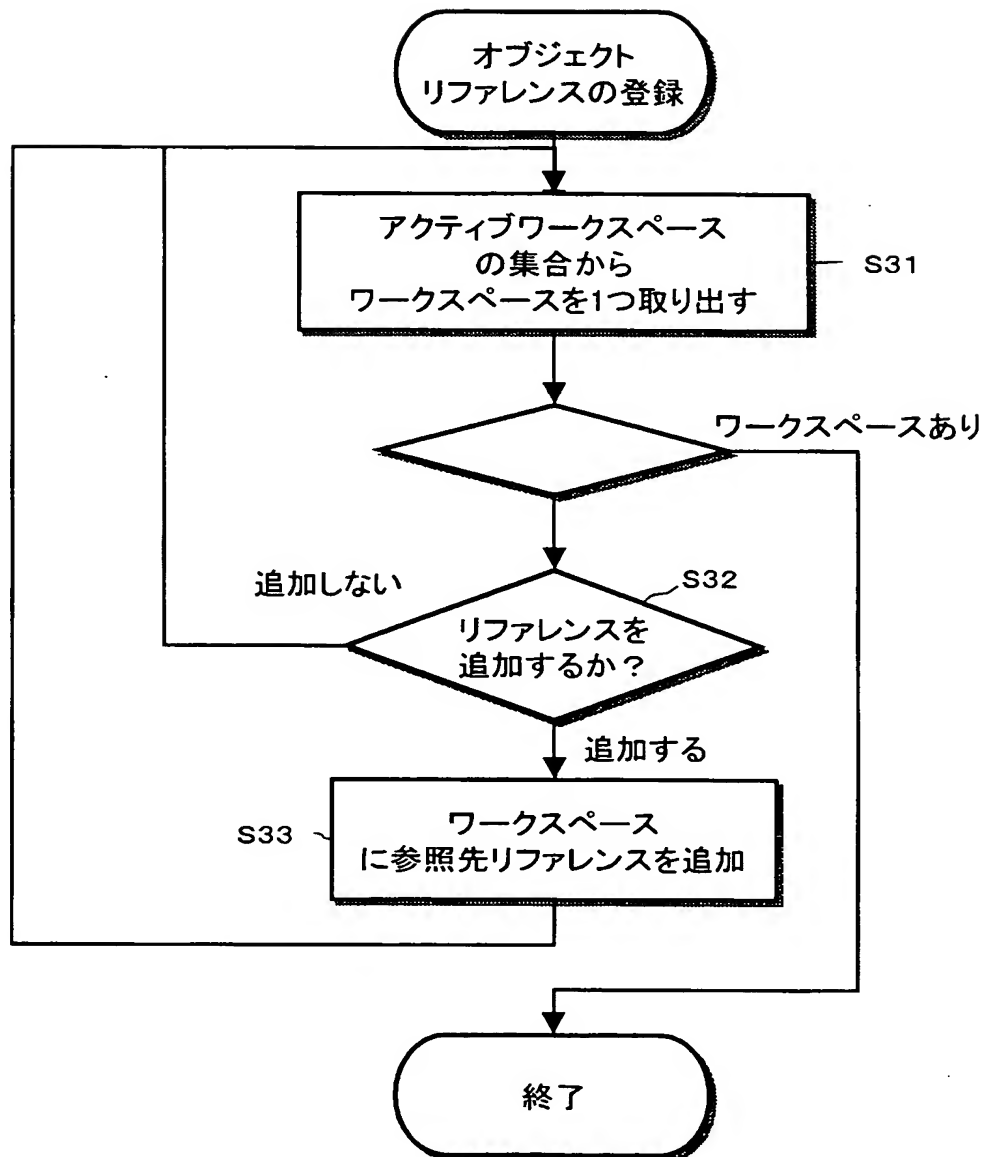 オブジェクト
リファレンスの登録
アクティブワークスペース
の集合から
ワークスペースを1つ取り出す
S31
ワークスペースあり
追加しない
S32
リファレンスを
追加するか？
追加する
S33
ワークスペース
に参照先リファレンスを追加
終了